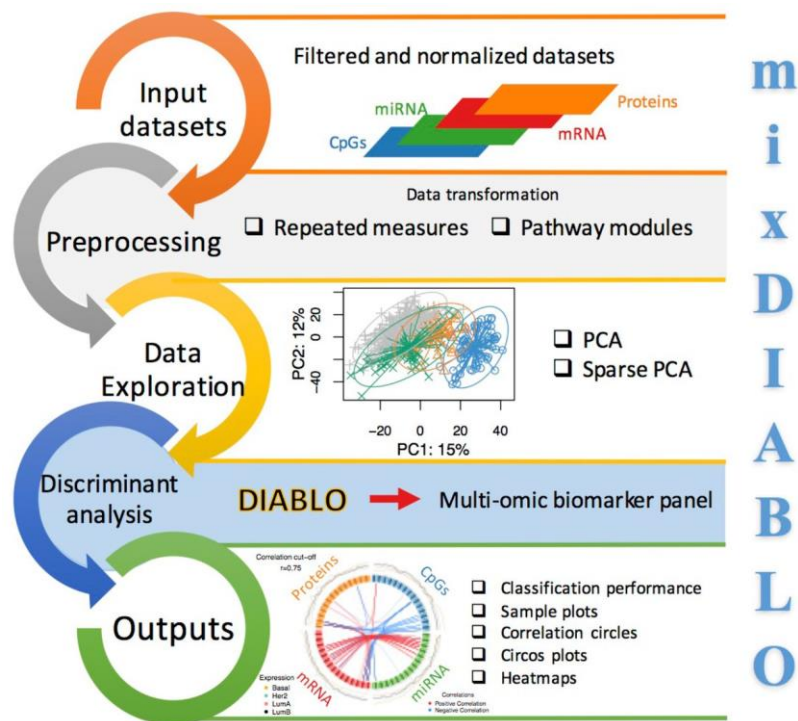 Input
datasets
Filtered and normalized datasets
Proteins
miRNA
mRNA
CpGs
Preprocessing
Data transformation
❑ Repeated measures ❑ Pathway modules
Data
Exploration
PC2: 12%
20
0
−40
−20 0 20 40
PC1: 15%
❑ PCA
❑ Sparse PCA
Discriminant
analysis
DIABLO
Multi-omic biomarker panel
Outputs
Correlation cut-off
r=0.75
Proteins
CpGs
mRNA
miRNA
Expression
Basal
Her2
LumA
LumB
Correlations
Positive Correlation
Negative Correlation
❑ Classification performance
❑ Sample plots
❑ Correlation circles
❑ Circos plots
❑ Heatmaps
m
i
x
D
I
A
B
L
O